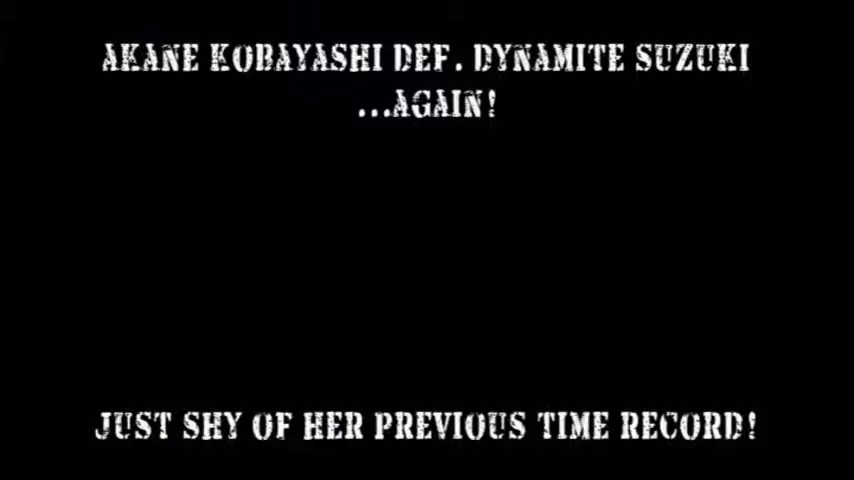 AKANE KOBAYASHI DEF. DYNAMITE SUZUKI
...AGAIN!
JUST SHY OF HER PREVIOUS TIME RECORD!